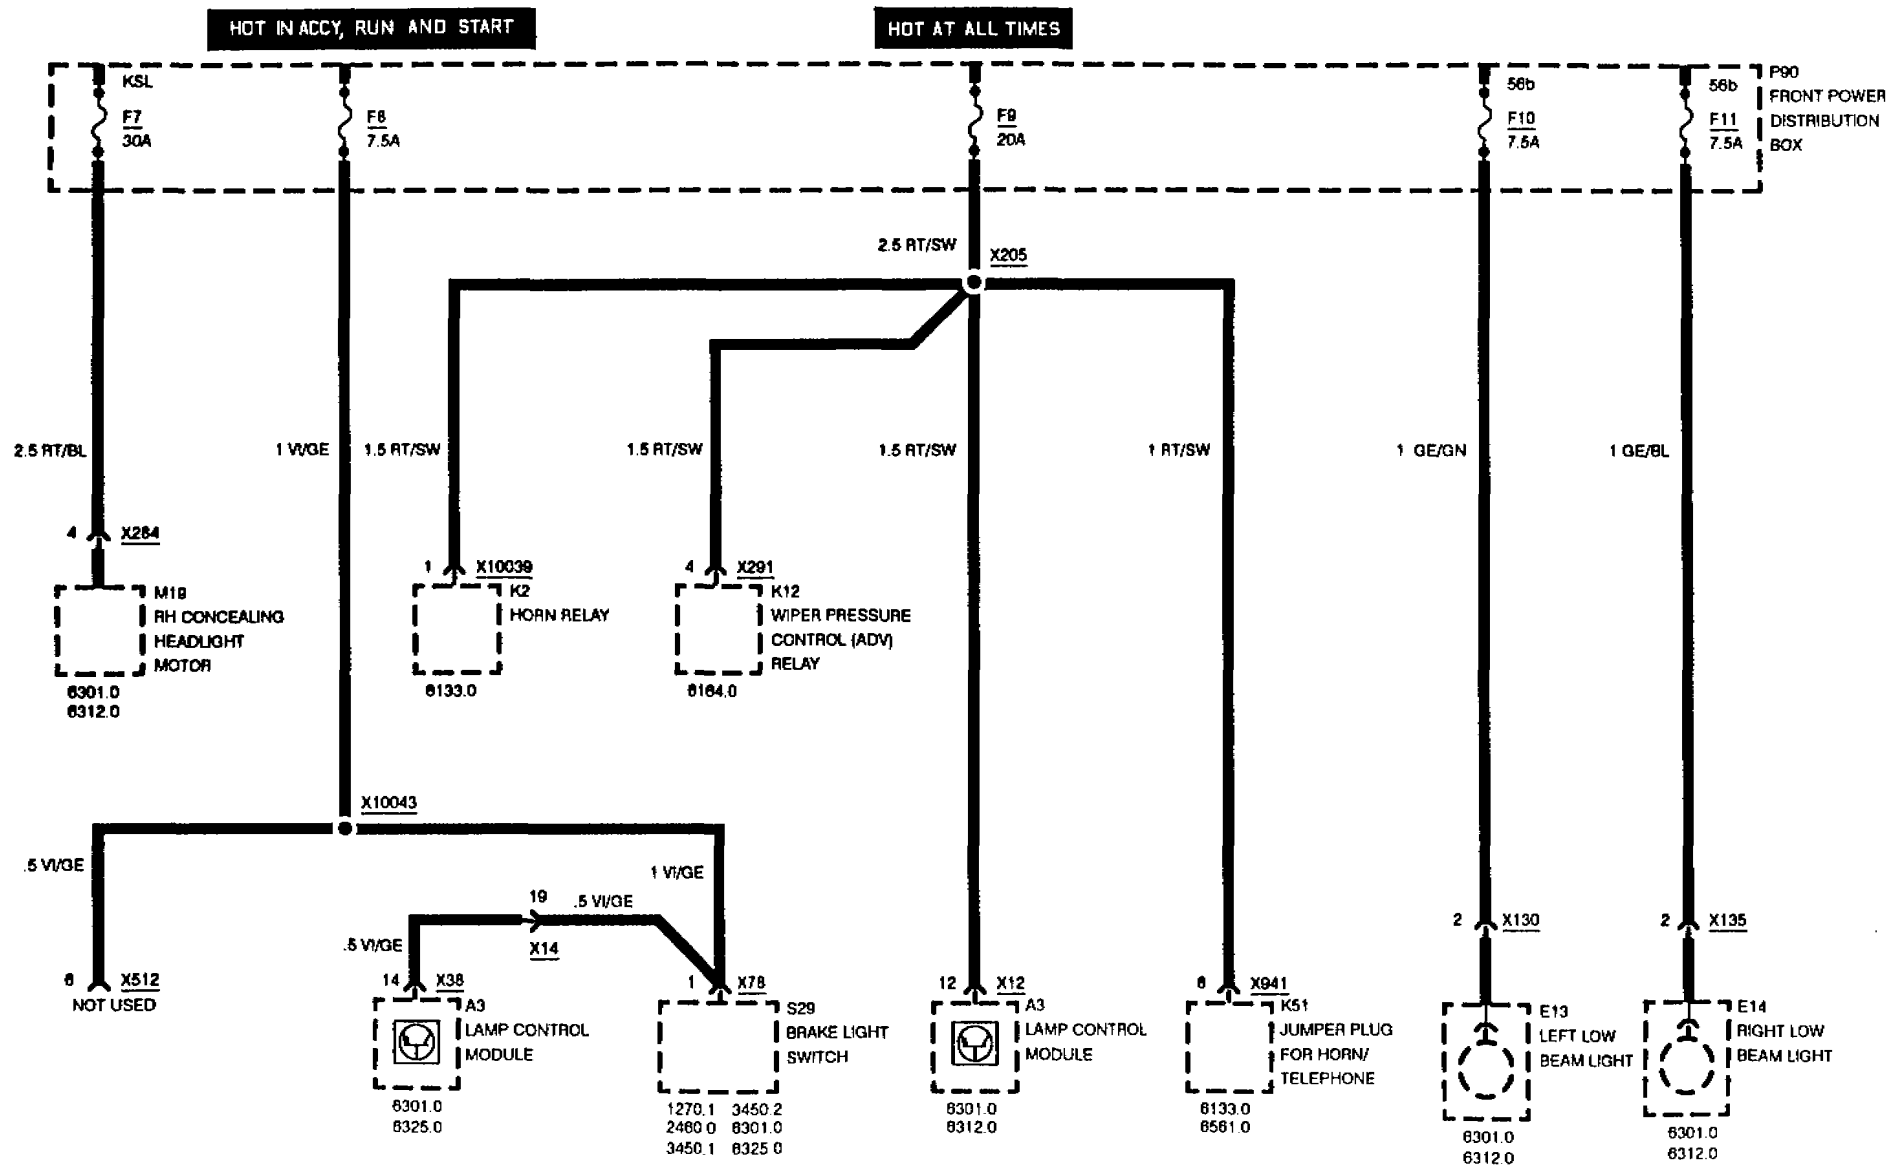 HOT IN ACCY, RUN AND START
HOT AT ALL TIMES
KSL
F7
30A
F8
7.5A
F9
20A
56b
F10
7.5A
56b
F11
7.5A
P90
FRONT POWER
DISTRIBUTION
BOX
2.5 RT/SW
X205
2.5 RT/BL
1 VI/GE
1.5 RT/SW
1.5 RT/SW
1.5 RT/SW
1 RT/SW
1 GE/GN
1 GE/BL
4
X264
1
X10039
4
X291
M19
RH CONCEALING
HEADLIGHT
MOTOR
6301.0
6312.0
K2
HORN RELAY
6133.0
K12
WIPER PRESSURE
CONTROL (ADV)
RELAY
6164.0
X10043
.5 VI/GE
1 VI/GE
19
.5 VI/GE
X14
.5 VI/GE
2
X130
2
X135
6
X512
NOT USED
14
X38
1
X78
12
X12
6
X941
A3
LAMP CONTROL
MODULE
6301.0
6325.0
S29
BRAKE LIGHT
SWITCH
1270.1 3450.2
2460 0 6301.0
3450.1 6325 0
A3
LAMP CONTROL
MODULE
6301.0
6312.0
K51
JUMPER PLUG
FOR HORN/
TELEPHONE
6133.0
6561.0
E13
LEFT LOW
BEAM LIGHT
6301.0
6312.0
E14
RIGHT LOW
BEAM LIGHT
6301.0
6312.0